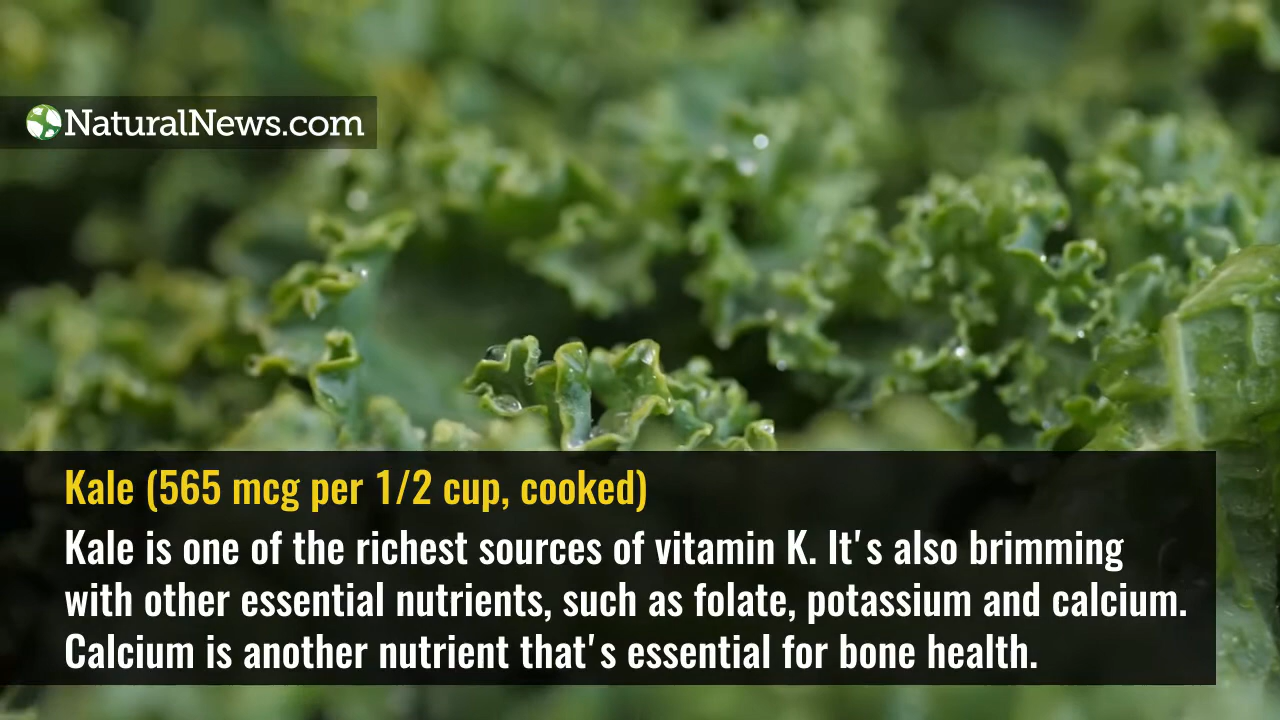 NaturalNews.com
Kale (565 mcg per 1/2 cup, cooked)
Kale is one of the richest sources of vitamin K. It's also brimming
with other essential nutrients, such as folate, potassium and calcium.
Calcium is another nutrient that's essential for bone health.